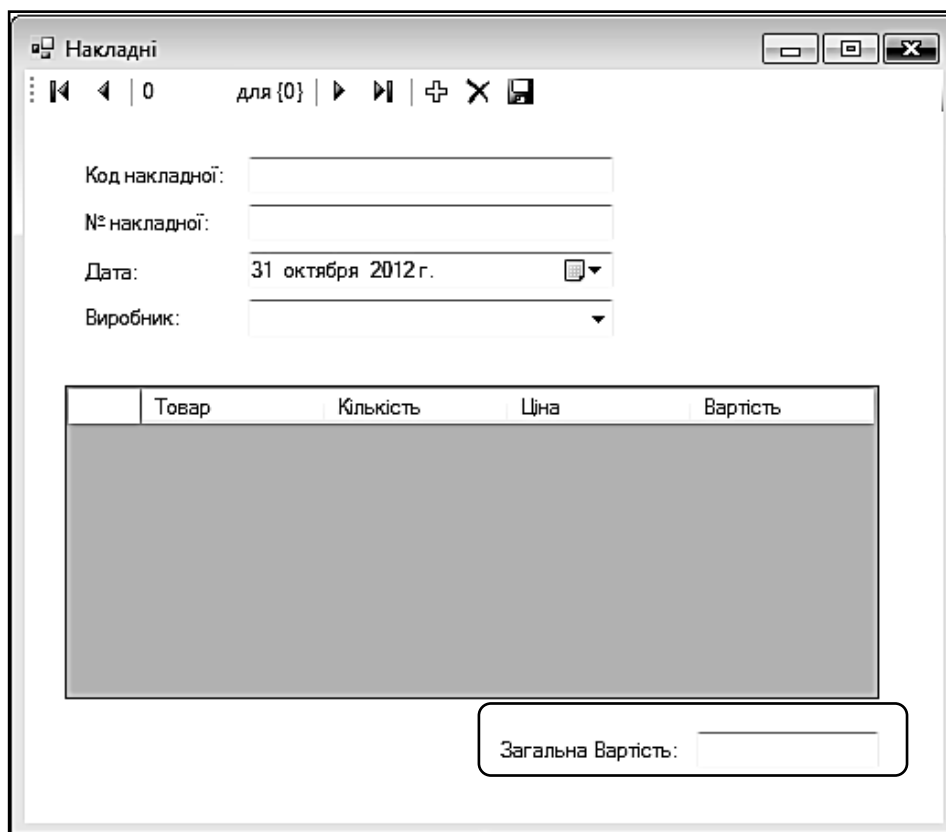 Накладні
0 для {0}
Код накладної:
№ накладної:
Дата: 31 октября 2012 г.
Виробник:
Товар Кількість Ціна Вартість
Загальна Вартість: